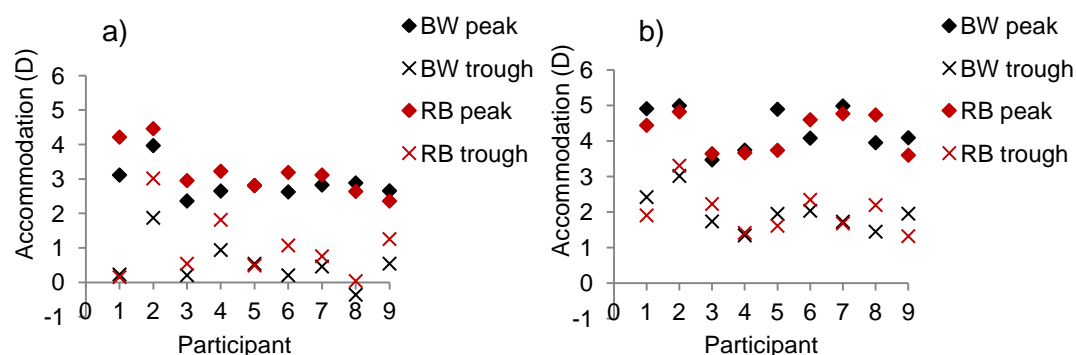 a)
BW peak
BW trough
RB peak
RB trough
Accommodation (D)
6
5
4
3
2
1
0
-1
0 1 2 3 4 5 6 7 8 9
Participant
b)
BW peak
BW trough
RB peak
RB trough
Accommodation (D)
6
5
4
3
2
1
0
-1
0 1 2 3 4 5 6 7 8 9
Participant